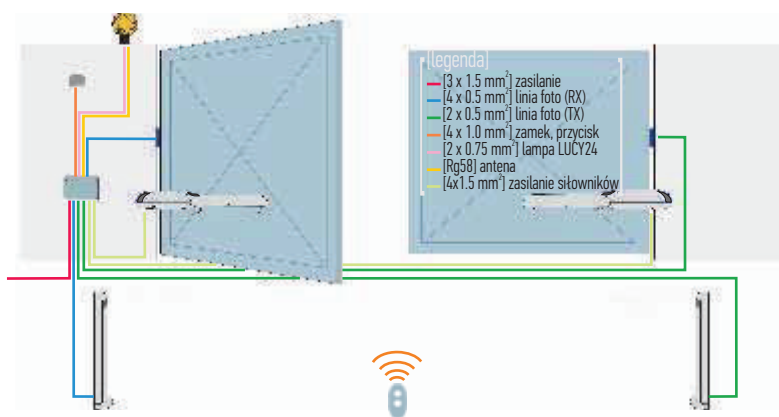 [legenda]
[3 x 1.5 mm²] zasilanie
[4 x 0.5 mm²] linia foto (RX)
[2 x 0.5 mm²] linia foto (TX)
[4 x 1.0 mm²] zamek, przycisk
[2 x 0.75 mm²] lampa LUCY24
[Rg58] antena
[4x1.5 mm²] zasilanie siłowników